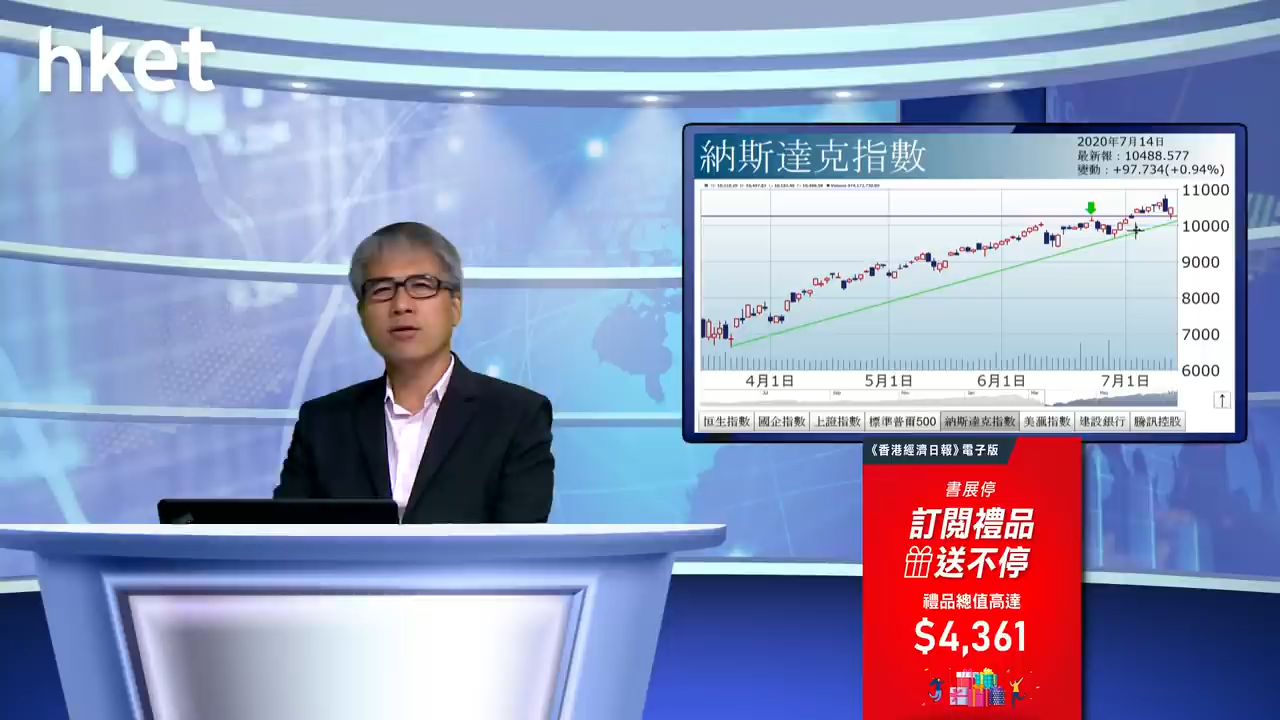 hket
納斯達克指數
2020年7月14日
最新報：10488.577
變動：+97.734(+0.94%)
11000
10000
9000
8000
7000
6000
4月1日
5月1日
6月1日
7月1日
恒生指數
國企指數
上證指數
標準普爾500
納斯達克指數
美滙指數
建設銀行
騰訊控股
《香港經濟日報》電子版
書展停
訂閱禮品
送不停
禮品總值高達
$4,361